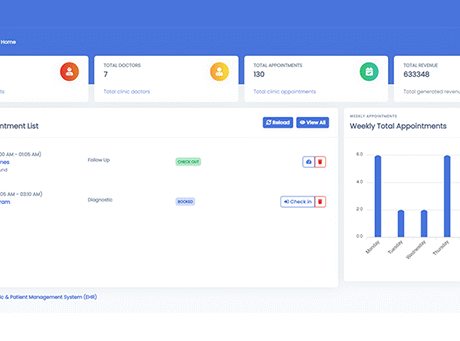 Home
TOTAL DOCTORS
7
Total clinic doctors
TOTAL APPOINTMENTS
130
Total clinic appointments
TOTAL REVENUE
633348
Total generated revenu
ntment List
Reload
View All
:00 AM - 01:05 AM)
nes
Follow Up
CHECK OUT
und
:05 AM - 03:10 AM)
ram
Diagnostic
BOOKED
Check In
WEEKLY APPOINTMENTS
Weekly Total Appointments
6.0
4.0
2.0
0.0
Monday
Tuesday
Wednesday
Thursday
ic & Patient Management System (EHR)